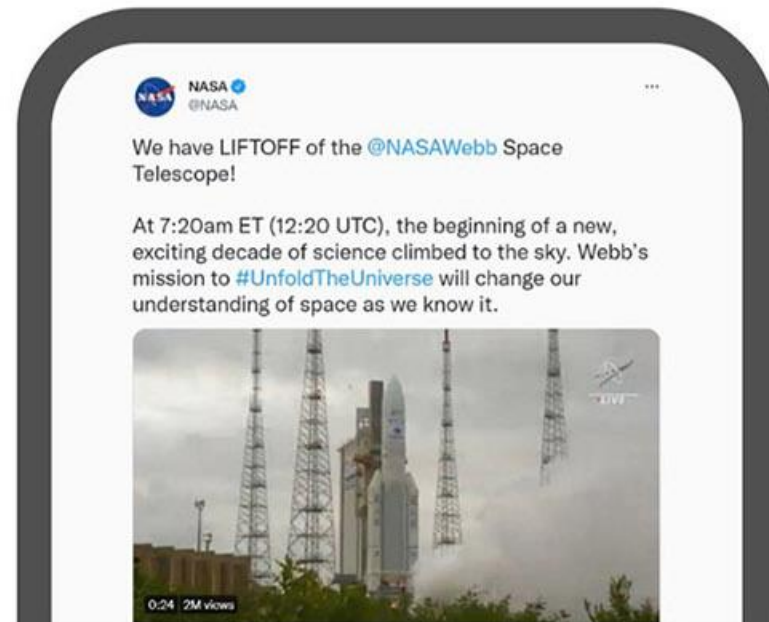 NASA
NASA
@NASA
We have LIFTOFF of the @NASAWebb Space
Telescope!
At 7:20am ET (12:20 UTC), the beginning of a new,
exciting decade of science climbed to the sky. Webb's
mission to #UnfoldTheUniverse will change our
understanding of space as we know it.
LIVE
0:24 2M views